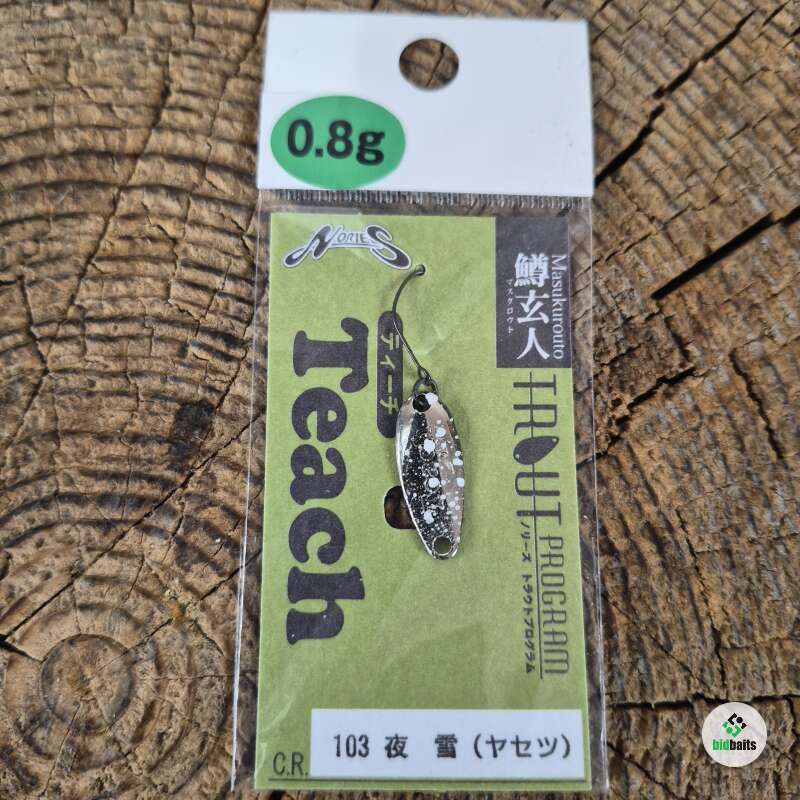 0.8g
NORIES
Masukurouto
鱒玄人
マスクロウト
ティーチ
Teach
TROUT PROGRAM
ノリーズ トラウトプログラム
C.R. 103 夜 雪 (ヤセツ)
bidbaits